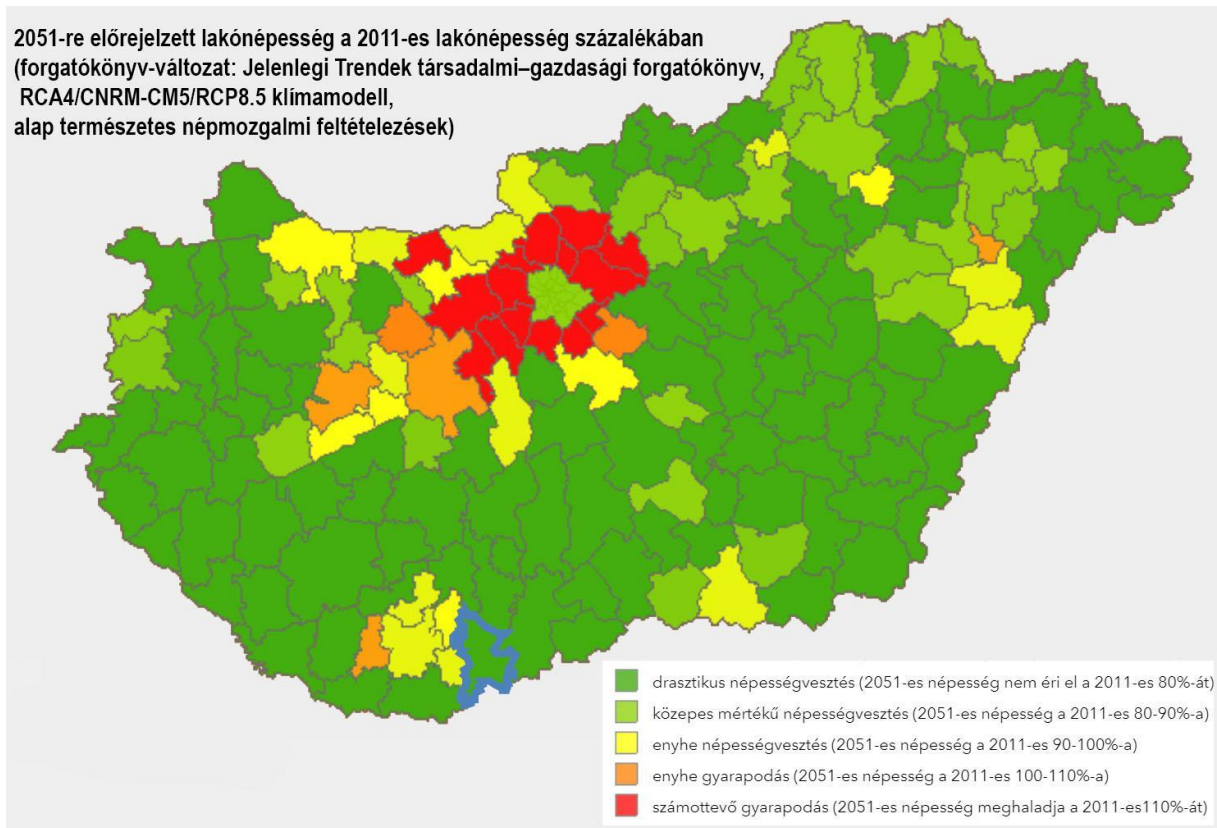 2051-re előrejelzett lakónépesség a 2011-es lakónépesség százalékában
(forgatókönyv-változat: Jelenlegi Trendek társadalmi–gazdasági forgatókönyv,
RCA4/CNRM-CM5/RCP8.5 klímamodell,
alap természetes népmozgalmi feltételezések)
drasztikus népességvesztés (2051-es népesség nem éri el a 2011-es 80%-át)
közepes mértékű népességvesztés (2051-es népesség a 2011-es 80-90%-a)
enyhe népességvesztés (2051-es népesség a 2011-es 90-100%-a)
enyhe gyarapodás (2051-es népesség a 2011-es 100-110%-a)
számottevő gyarapodás (2051-es népesség meghaladja a 2011-es110%-át)